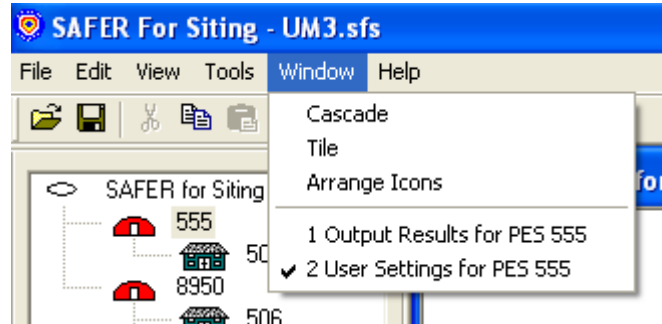 SAFER For Siting - UM3.sfs
File Edit View Tools Window Help
Cascade
Tile
Arrange Icons
1 Output Results for PES 555
2 User Settings for PES 555
SAFER for Siting
555
8950
506